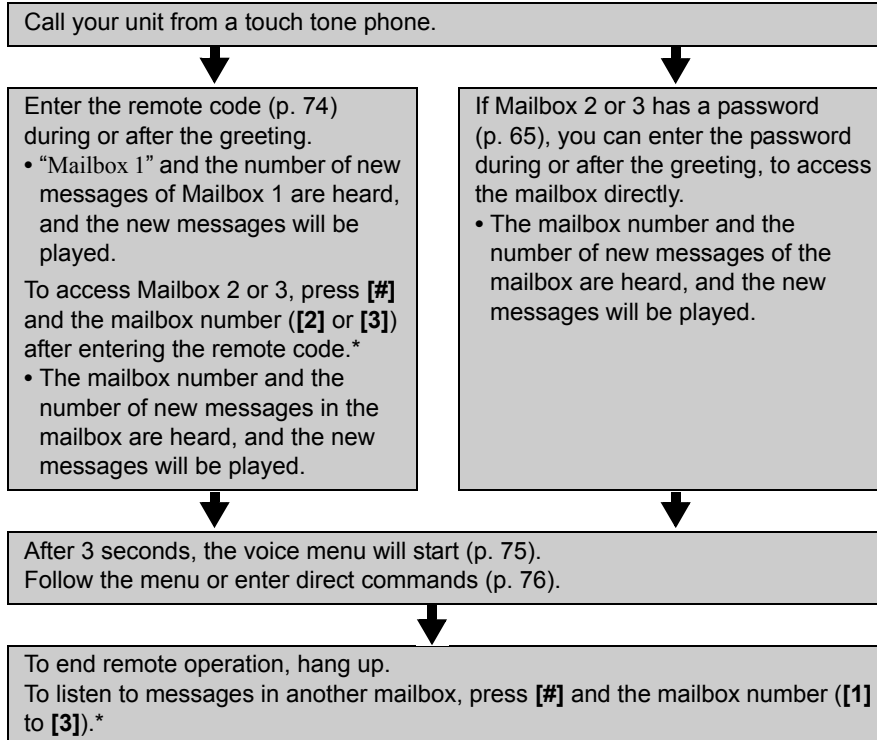 Call your unit from a touch tone phone.
Enter the remote code (p. 74)
during or after the greeting.
• “Mailbox 1” and the number of new
messages of Mailbox 1 are heard,
and the new messages will be
played.
To access Mailbox 2 or 3, press [#]
and the mailbox number ([2] or [3])
after entering the remote code.*
• The mailbox number and the
number of new messages in the
mailbox are heard, and the new
messages will be played.
If Mailbox 2 or 3 has a password
(p. 65), you can enter the password
during or after the greeting, to access
the mailbox directly.
• The mailbox number and the
number of new messages of the
mailbox are heard, and the new
messages will be played.
After 3 seconds, the voice menu will start (p. 75).
Follow the menu or enter direct commands (p. 76).
To end remote operation, hang up.
To listen to messages in another mailbox, press [#] and the mailbox number ([1]
to [3]).*